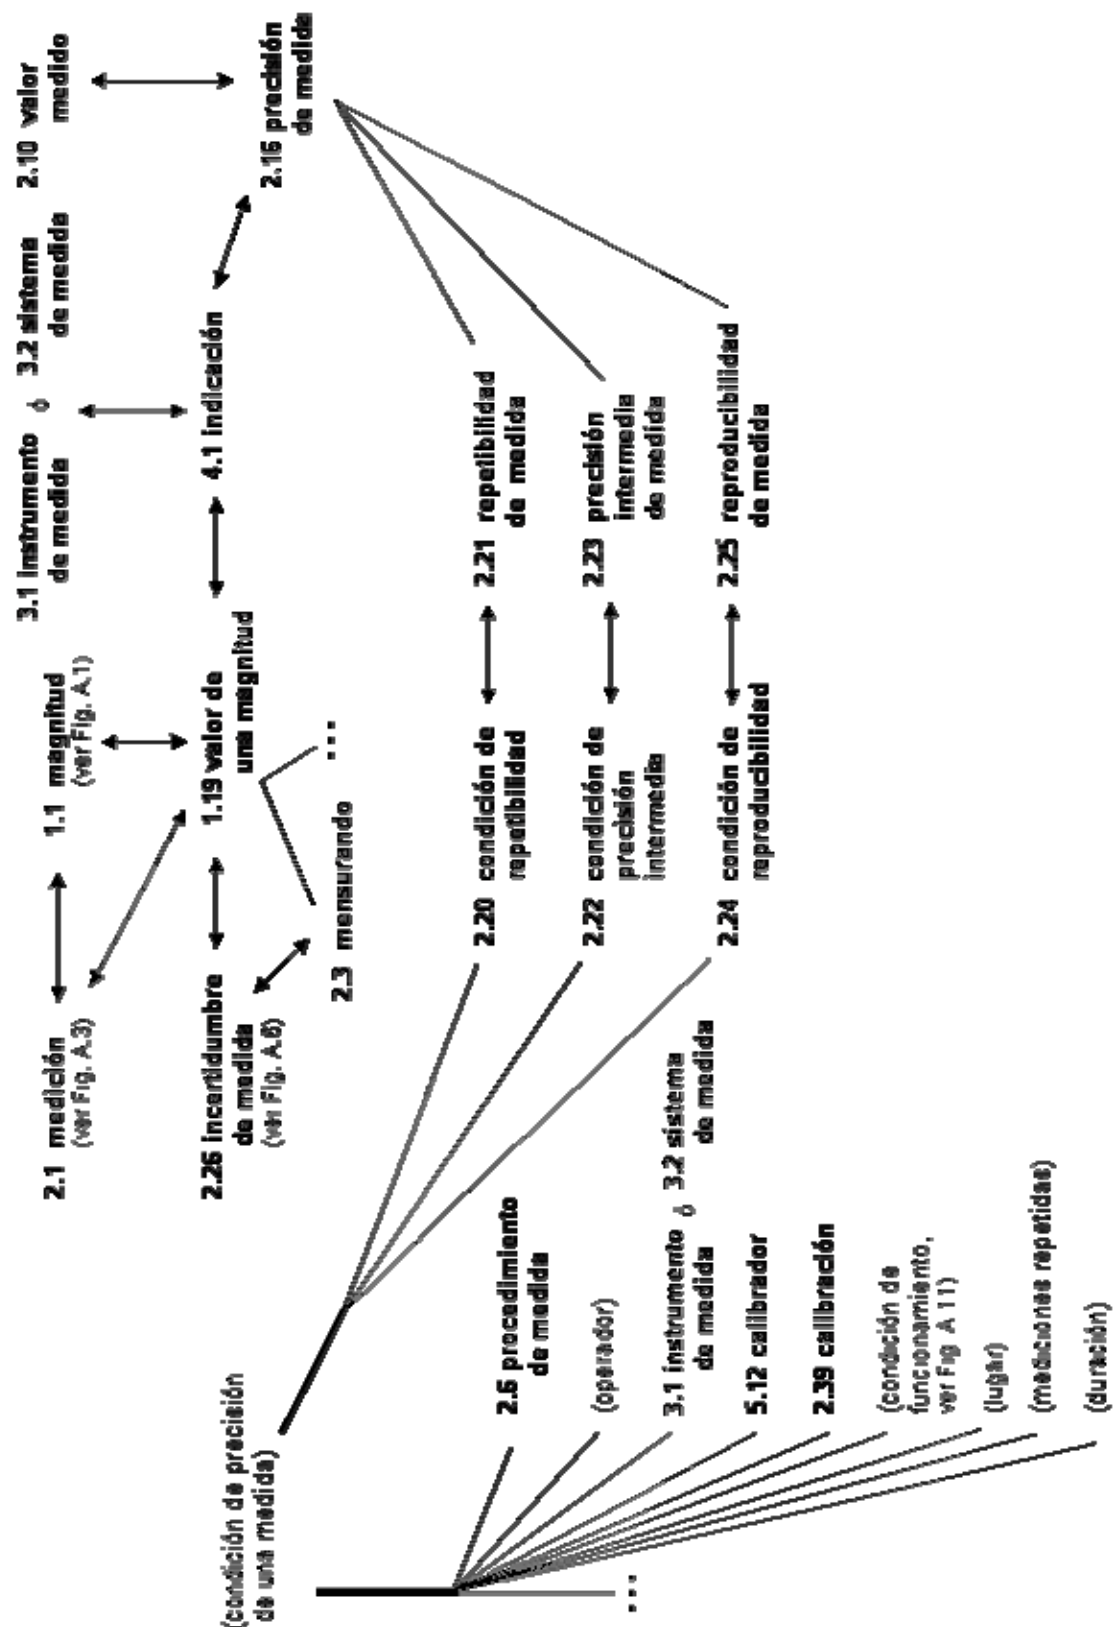 2.1 medición
(ver Fig. A.3)
1.1 magnitud
(ver Fig. A.1)
3.1 instrumento
de medida
ó
3.2 sistema
de medida
2.10 valor
medido
2.26 incertidumbre
de medida
(ver Fig. A.6)
1.19 valor de
una magnitud
4.1 indicación
2.16 precisión
de medida
(condición de precisión
de una medida)
2.3 mensurando
...
2.20 condición de
repetibilidad
2.21 repetibilidad
de medida
2.22 condición de
precisión
intermedia
2.23 precisión
intermedia
de medida
2.24 condición de
reproducibilidad
2.25 reproducibilidad
de medida
2.6 procedimiento
de medida
(operador)
3.1 instrumento
de medida
ó
3.2 sistema
de medida
5.12 calibrador
2.39 calibración
(condición de
funcionamiento,
ver Fig A 11)
(lugar)
(mediciones repetidas)
(duración)
...